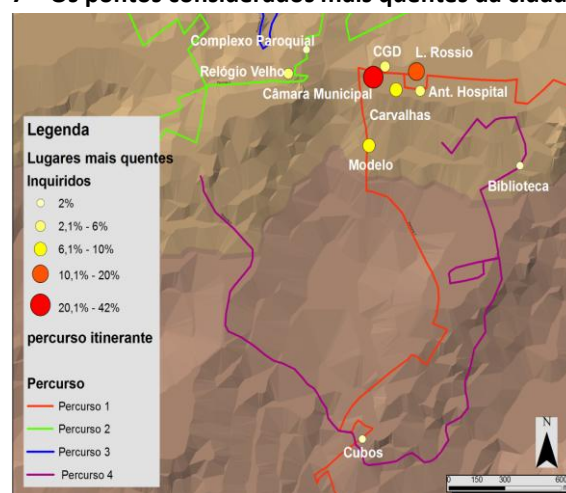 7 – Os pontos considerados mais quentes da cidade
Complexo Paroquial
CGD
L. Rossio
Relógio Velho
Câmara Municipal
Ant. Hospital
Carvalhas
Modelo
Biblioteca
Cubos
Legenda
Lugares mais quentes
Inquiridos
2%
2,1% - 6%
6,1% - 10%
10,1% - 20%
20,1% - 42%
percurso itinerante
Percurso
Percurso 1
Percurso 2
Percurso 3
Percurso 4
N
0 150 300 600